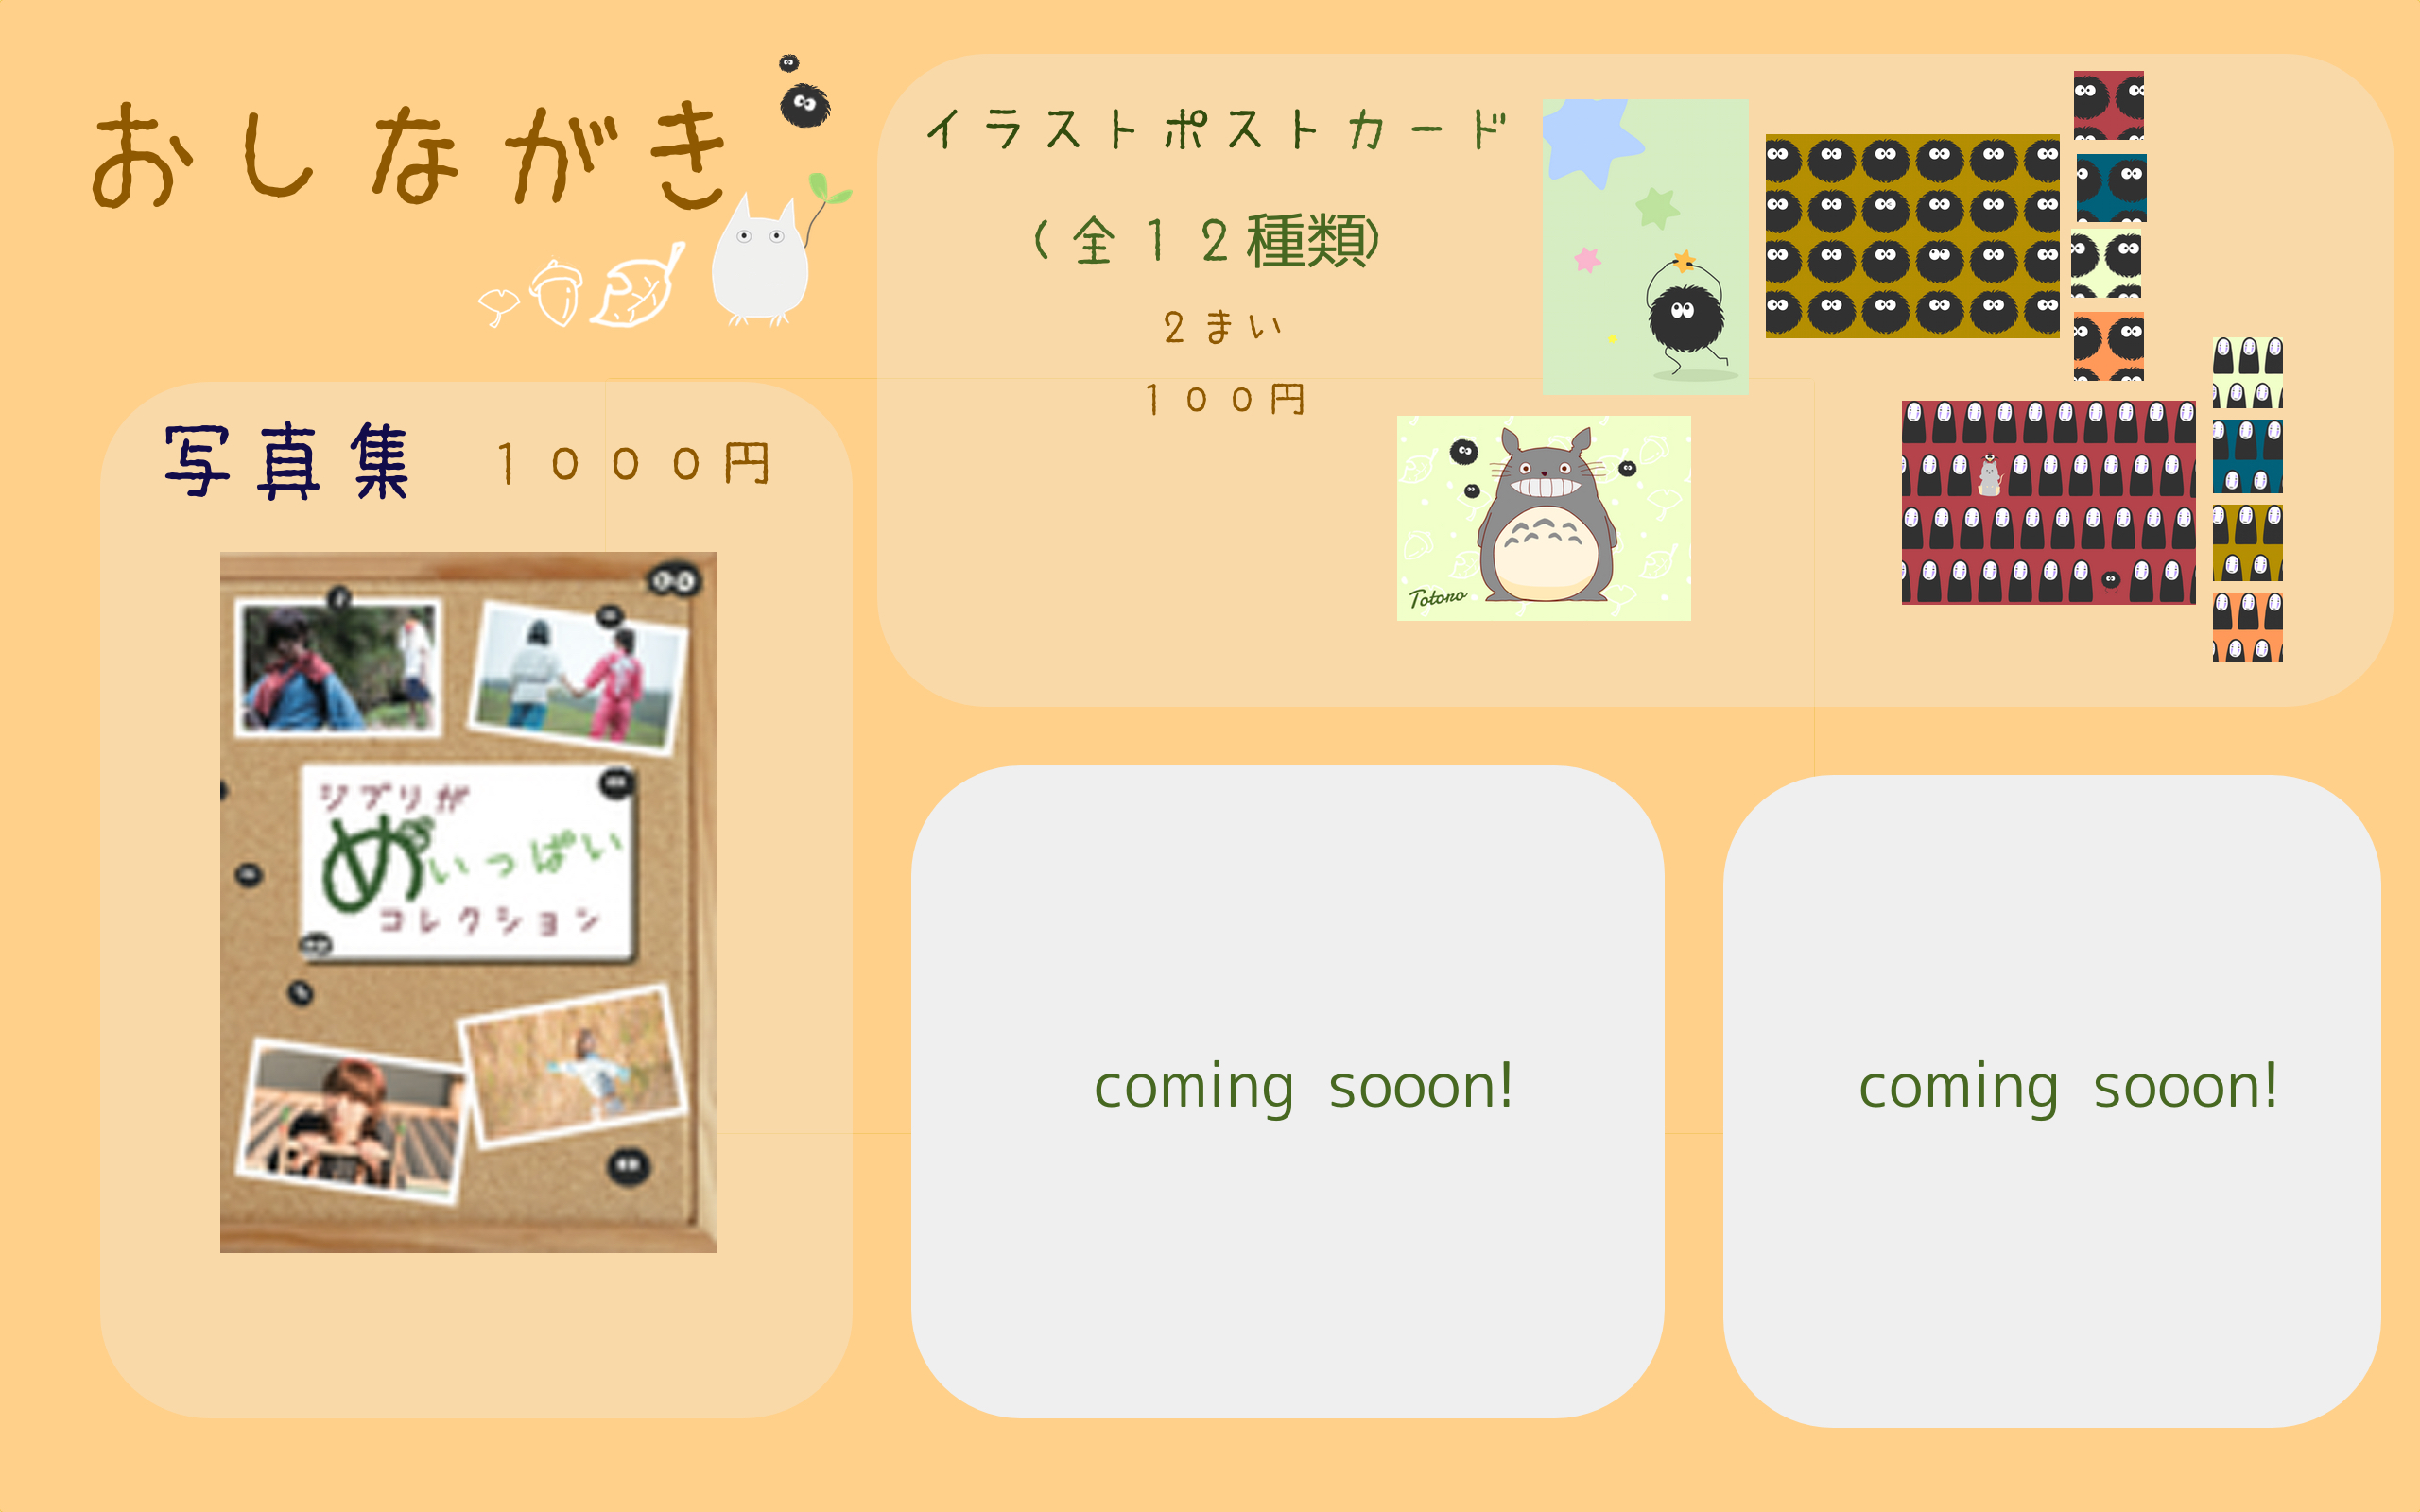 おしながき
イラストポストカード
（全１２種類）
２まい
１００円
Totoro
写真集　１０００円
ジブリが
めいっぱい
コレクション
coming sooon!
coming sooon!